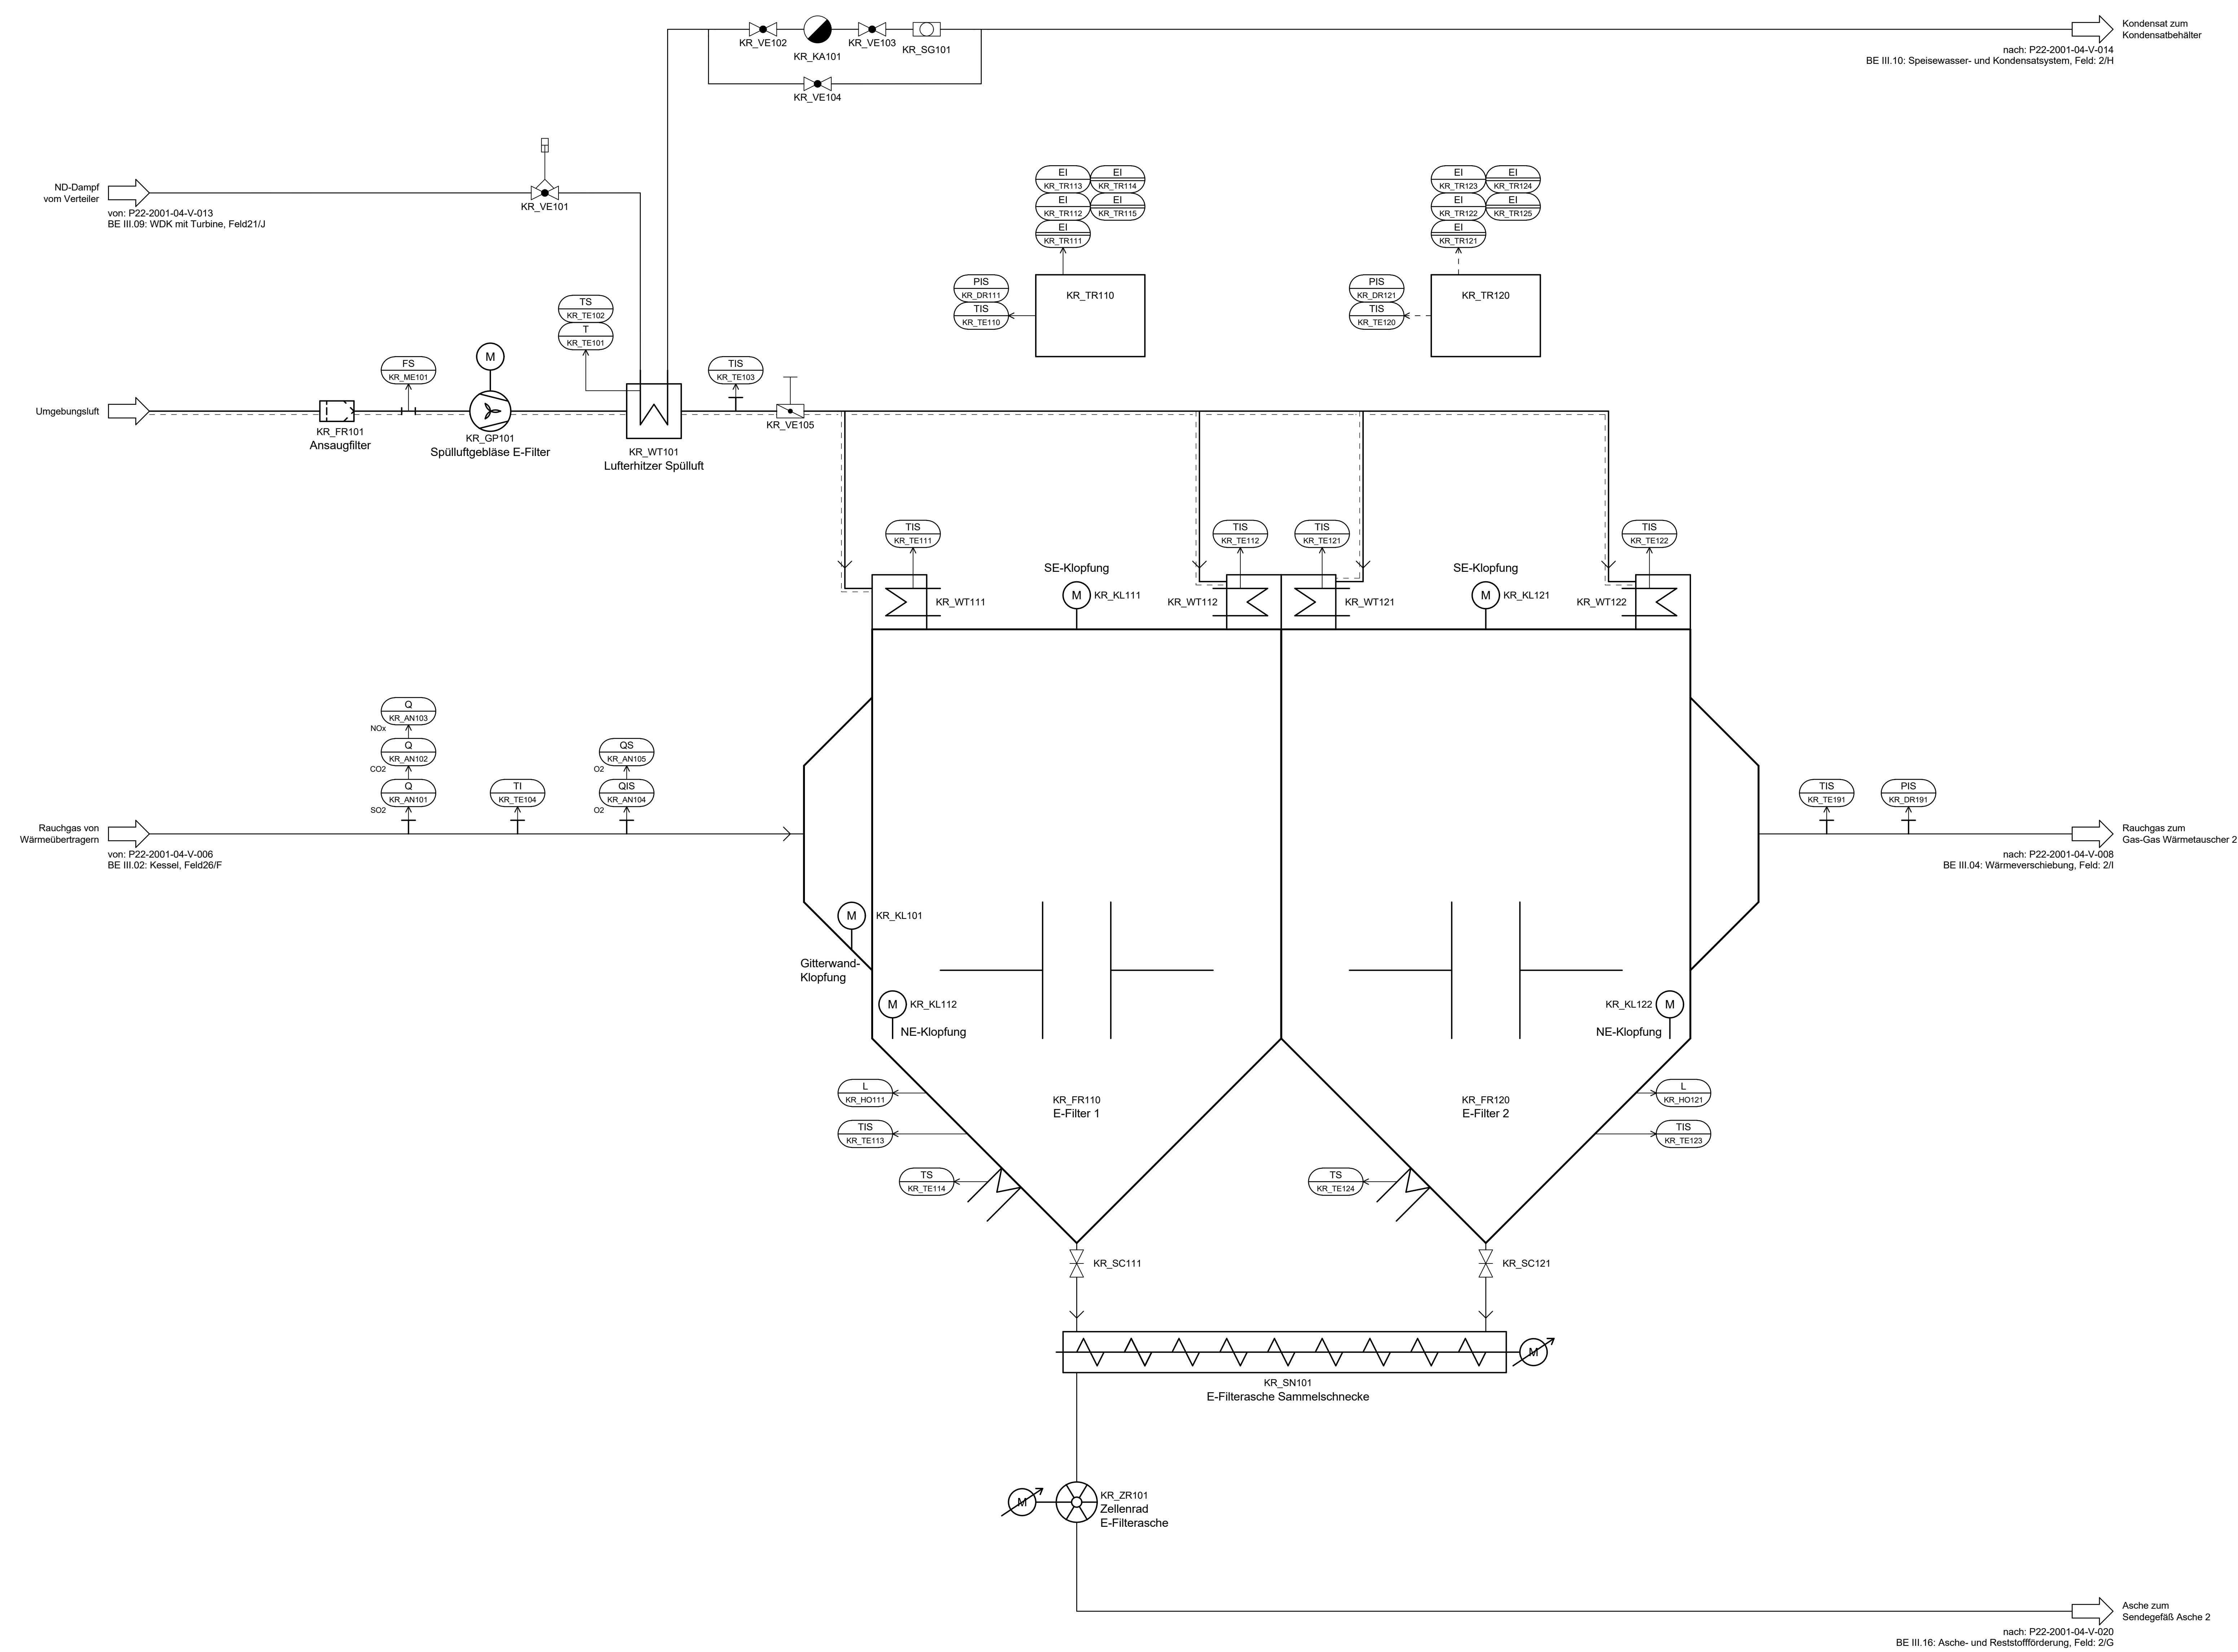 KR_VE102
KR_KA101
KR_VE103
KR_SG101
KR_VE104
Kondensat zum
Kondensatbehälter
nach: P22-2001-04-V-014
BE III.10: Speisewasser- und Kondensatsystem, Feld: 2/H
ND-Dampf
vom Verteiler
von: P22-2001-04-V-013
BE III.09: WDK mit Turbine, Feld21/J
KR_VE101
EI
KR_TR113
EI
KR_TR114
EI
KR_TR112
EI
KR_TR115
EI
KR_TR111
PIS
KR_DR111
TIS
KR_TE110
KR_TR110
EI
KR_TR123
EI
KR_TR124
EI
KR_TR122
EI
KR_TR125
EI
KR_TR121
PIS
KR_DR121
TIS
KR_TE120
KR_TR120
TS
KR_TE102
T
KR_TE101
Umgebungsluft
KR_FR101
Ansaugfilter
FS
KR_ME101
M
KR_GP101
Spülluftgebläse E-Filter
KR_WT101
Lufterhitzer Spülluft
TIS
KR_TE103
KR_VE105
TIS
KR_TE111
TIS
KR_TE112
TIS
KR_TE121
TIS
KR_TE122
KR_WT111
SE-Klopfung
M
KR_KL111
KR_WT112
KR_WT121
SE-Klopfung
M
KR_KL121
KR_WT122
Q
KR_AN103
NOx
Q
KR_AN102
CO2
Q
KR_AN101
SO2
TI
KR_TE104
QS
KR_AN105
O2
QIS
KR_AN104
O2
Rauchgas von
Wärmeübertragern
von: P22-2001-04-V-006
BE III.02: Kessel, Feld26/F
TIS
KR_TE191
PIS
KR_DR191
Rauchgas zum
Gas-Gas Wärmetauscher 2
nach: P22-2001-04-V-008
BE III.04: Wärmeverschiebung, Feld: 2/I
M
KR_KL101
Gitterwand-
Klopfung
M
KR_KL112
NE-Klopfung
KR_KL122
M
NE-Klopfung
L
KR_HO111
TIS
KR_TE113
TS
KR_TE114
KR_FR110
E-Filter 1
KR_FR120
E-Filter 2
L
KR_HO121
TIS
KR_TE123
TS
KR_TE124
KR_SC111
KR_SC121
M
KR_SN101
E-Filterasche Sammelschnecke
M
KR_ZR101
Zellenrad
E-Filterasche
Asche zum
Sendegefäß Asche 2
nach: P22-2001-04-V-020
BE III.16: Asche- und Reststoffförderung, Feld: 2/G